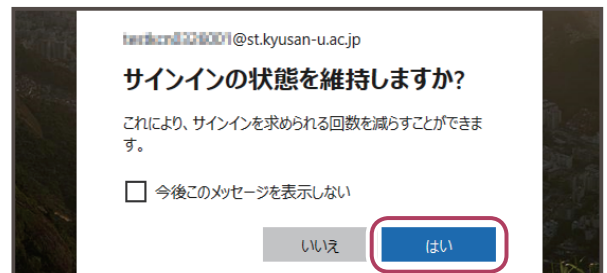 @st.kyusan-u.ac.jp
サインインの状態を維持しますか?
これにより、サインインを求められる回数を減らすことができま
す。
今後このメッセージを表示しない
いいえ はい